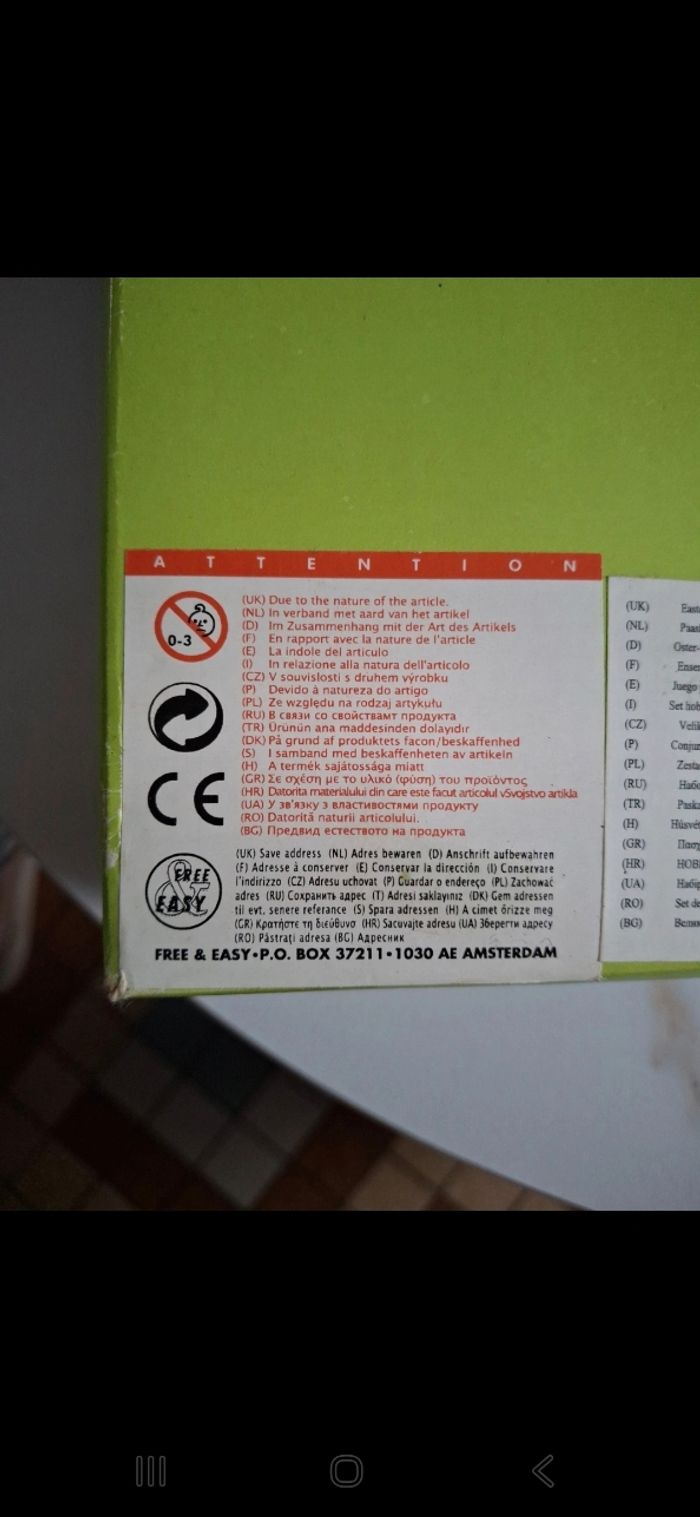 ATTENTION
0-3
(UK) Due to the nature of the article.
(NL) In verband met aard van het artikel
(D) Im Zusammenhang mit der Art des Artikels
(F) En rapport avec la nature de l'article
(E) La indole del articulo
(I) In relazione alla natura dell'articolo
(CZ) V souvislosti s druhem výrobku
(P) Devido à natureza do artigo
(PL) Ze względu na rodzaj artykułu
(RU) В связи со свойствамт продукта
(TR) Ürünün ana maddesinden dolayıdır
(DK) På grund af produktets facon/beskaffenhed
(S) I samband med beskaffenheten av artikeln
(H) A termék sajátossága miatt
(GR) Σε σχέση με το υλικό (φύση) του προϊόντος
(HR) Datorita materialului din care este facut articolul vSvojstvo artikla
(UA) У зв'язку з властивостями продукту
(RO) Datorită naturii articolului.
(BG) Предвид естеството на продукта
CE
FREE & EASY
(UK) Save address (NL) Adres bewaren (D) Anschrift aufbewahren
(F) Adresse à conserver (E) Conservar la dirección (I) Conservare
l'indirizzo (CZ) Adresu uchovat (P) Guardar o endereço (PL) Zachować
adres (RU) Сохранить адрес (T) Adresi saklayiniz (DK) Gem adressen
til evt. senere referance (S) Spara adressen (H) A cimet őrizze meg
(GR) Κρατήστε τη διεύθυνσ (HR) Sacuvajte adresu (UA) Зберегти адресу
(RO) Păstrați adresa (BG) Адресник
FREE & EASY•P.O. BOX 37211•1030 AE AMSTERDAM
(UK)
(NL)
(D) Oster-
(F)
(E) Juego
(I) Set
(CZ)
(P)
(PL)
(RU)
(TR)
(H)
(GR)
(HR)
(UA)
(RO) Set
(BG)